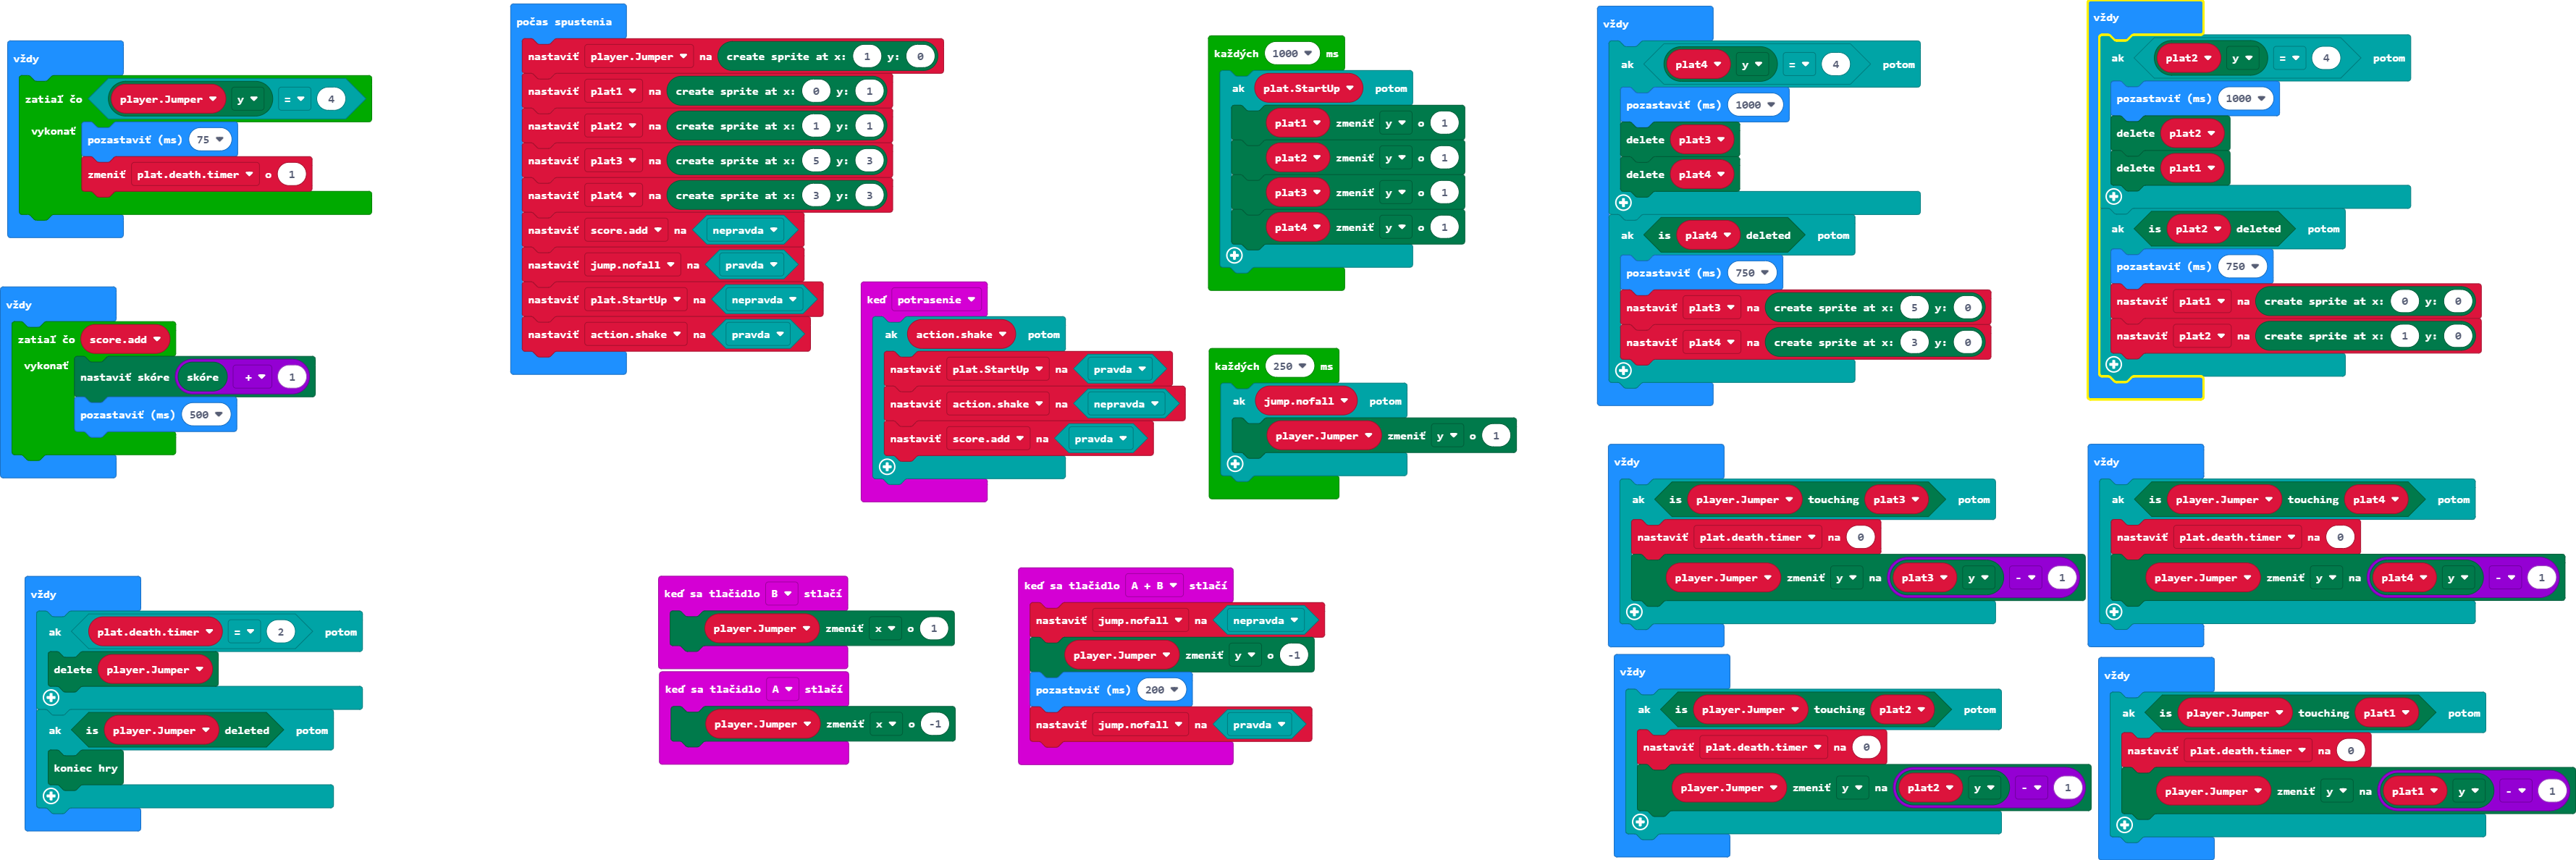 vždy
zatiaľ čo player.Jumper y = 4
vykonať
pozastaviť (ms) 75
zmeniť plat.death.timer o 1
vždy
zatiaľ čo score.add
vykonať
nastaviť skóre skóre + 1
pozastaviť (ms) 500
vždy
ak plat.death.timer = 2 potom
delete player.Jumper
ak is player.Jumper deleted potom
koniec hry
počas spustenia
nastaviť player.Jumper na create sprite at x: 1 y: 0
nastaviť plat1 na create sprite at x: 0 y: 1
nastaviť plat2 na create sprite at x: 1 y: 1
nastaviť plat3 na create sprite at x: 5 y: 3
nastaviť plat4 na create sprite at x: 3 y: 3
nastaviť score.add na nepravda
nastaviť jump.nofall na pravda
nastaviť plat.StartUp na nepravda
nastaviť action.shake na pravda
keď potrasenie
ak action.shake potom
nastaviť plat.StartUp na pravda
nastaviť action.shake na nepravda
nastaviť score.add na pravda
keď sa tlačidlo B stlačí
player.Jumper zmeniť x o 1
keď sa tlačidlo A stlačí
player.Jumper zmeniť x o -1
keď sa tlačidlo A + B stlačí
nastaviť jump.nofall na nepravda
player.Jumper zmeniť y o -1
pozastaviť (ms) 200
nastaviť jump.nofall na pravda
každých 1000 ms
ak plat.StartUp potom
plat1 zmeniť y o 1
plat2 zmeniť y o 1
plat3 zmeniť y o 1
plat4 zmeniť y o 1
každých 250 ms
ak jump.nofall potom
player.Jumper zmeniť y o 1
vždy
ak plat4 y = 4 potom
pozastaviť (ms) 1000
delete plat3
delete plat4
ak is plat4 deleted potom
pozastaviť (ms) 750
nastaviť plat3 na create sprite at x: 5 y: 0
nastaviť plat4 na create sprite at x: 3 y: 0
vždy
ak plat2 y = 4 potom
pozastaviť (ms) 1000
delete plat2
delete plat1
ak is plat2 deleted potom
pozastaviť (ms) 750
nastaviť plat1 na create sprite at x: 0 y: 0
nastaviť plat2 na create sprite at x: 1 y: 0
vždy
ak is player.Jumper touching plat3 potom
nastaviť plat.death.timer na 0
player.Jumper zmeniť y na plat3 y - 1
vždy
ak is player.Jumper touching plat4 potom
nastaviť plat.death.timer na 0
player.Jumper zmeniť y na plat4 y - 1
vždy
ak is player.Jumper touching plat2 potom
nastaviť plat.death.timer na 0
player.Jumper zmeniť y na plat2 y - 1
vždy
ak is player.Jumper touching plat1 potom
nastaviť plat.death.timer na 0
player.Jumper zmeniť y na plat1 y - 1